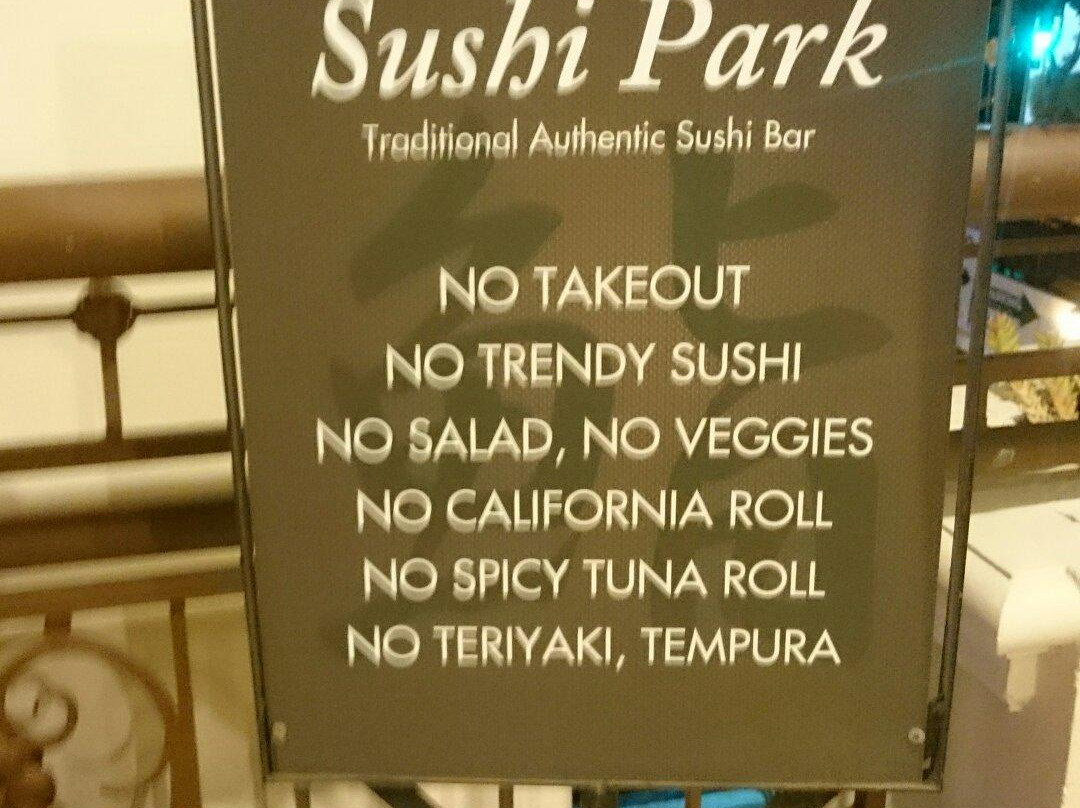 Sushi Park
Traditional Authentic Sushi Bar
鮨
NO TAKEOUT
NO TRENDY SUSHI
NO SALAD, NO VEGGIES
NO CALIFORNIA ROLL
NO SPICY TUNA ROLL
NO TERIYAKI, TEMPURA